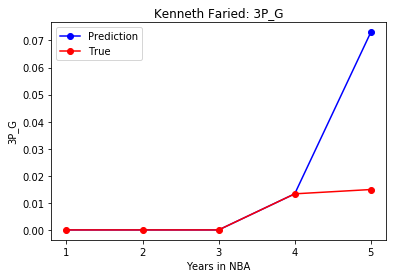 Kenneth Faried: 3P_G
Prediction
True
0.07
0.06
0.05
0.04
0.03
0.02
0.01
0.00
3P_G
1 2 3 4 5
Years in NBA